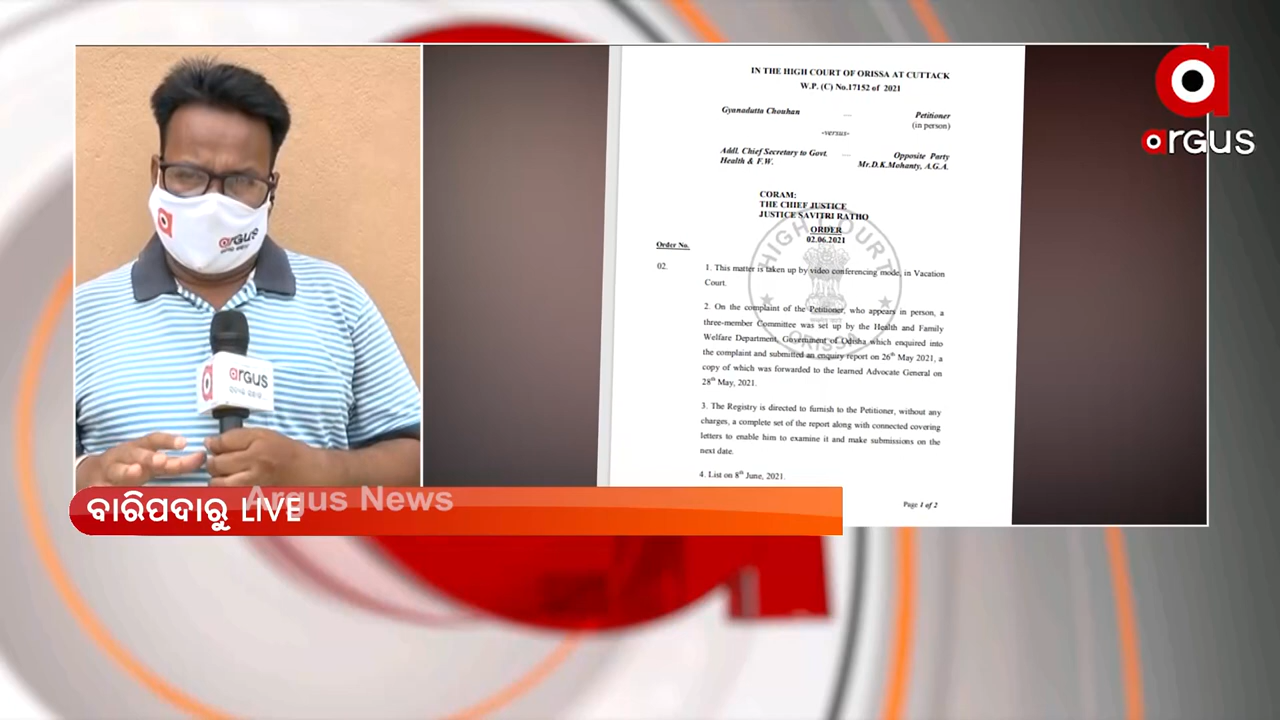 IN THE HIGH COURT OF ORISSA AT CUTTACK
W.P. (C) No.17152 of 2021
Gyanadutta Chouhan .... Petitioner
(in person)
-versus-
Addl. Chief Secretary to Govt. .... Opposite Party
Health & F.W. Mr.D.K.Mohanty, A.G.A.
CORAM:
THE CHIEF JUSTICE
JUSTICE SAVITRI RATHO
ORDER
02.06.2021
Order No.
02. 1. This matter is taken up by video conferencing mode, in Vacation
Court.
2. On the complaint of the Petitioner, who appears in person, a
three-member Committee was set up by the Health and Family
Welfare Department, Government of Odisha which enquired into
the complaint and submitted an enquiry report on 26th May 2021, a
copy of which was forwarded to the learned Advocate General on
28th May, 2021.
3. The Registry is directed to furnish to the Petitioner, without any
charges, a complete set of the report along with connected covering
letters to enable him to examine it and make submissions on the
next date.
4. List on 8th June, 2021.
Page 1 of 2
HIGH COURT
ORISSA
argus
argus
argus
ବାରିପଦାରୁ LIVE
Argus News